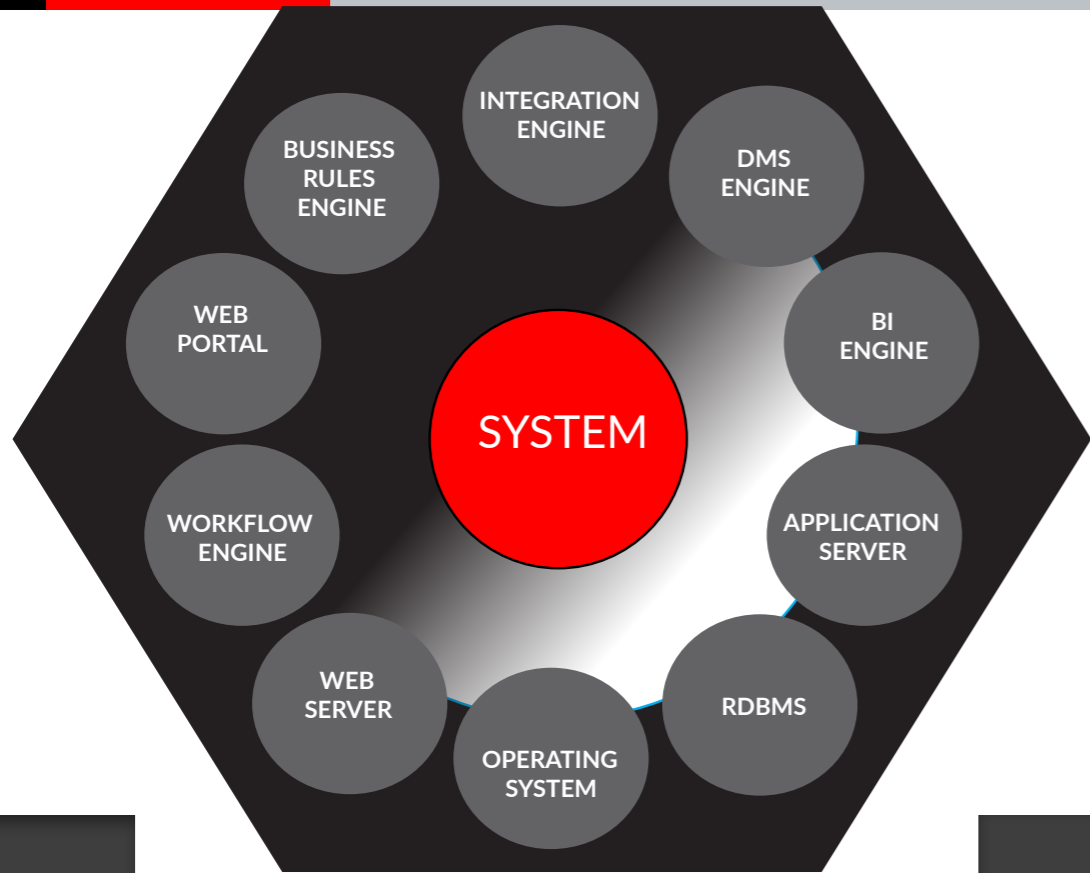 INTEGRATION
ENGINE
DMS
ENGINE
BI
ENGINE
APPLICATION
SERVER
RDBMS
OPERATING
SYSTEM
WEB
SERVER
WORKFLOW
ENGINE
WEB
PORTAL
BUSINESS
RULES
ENGINE
SYSTEM